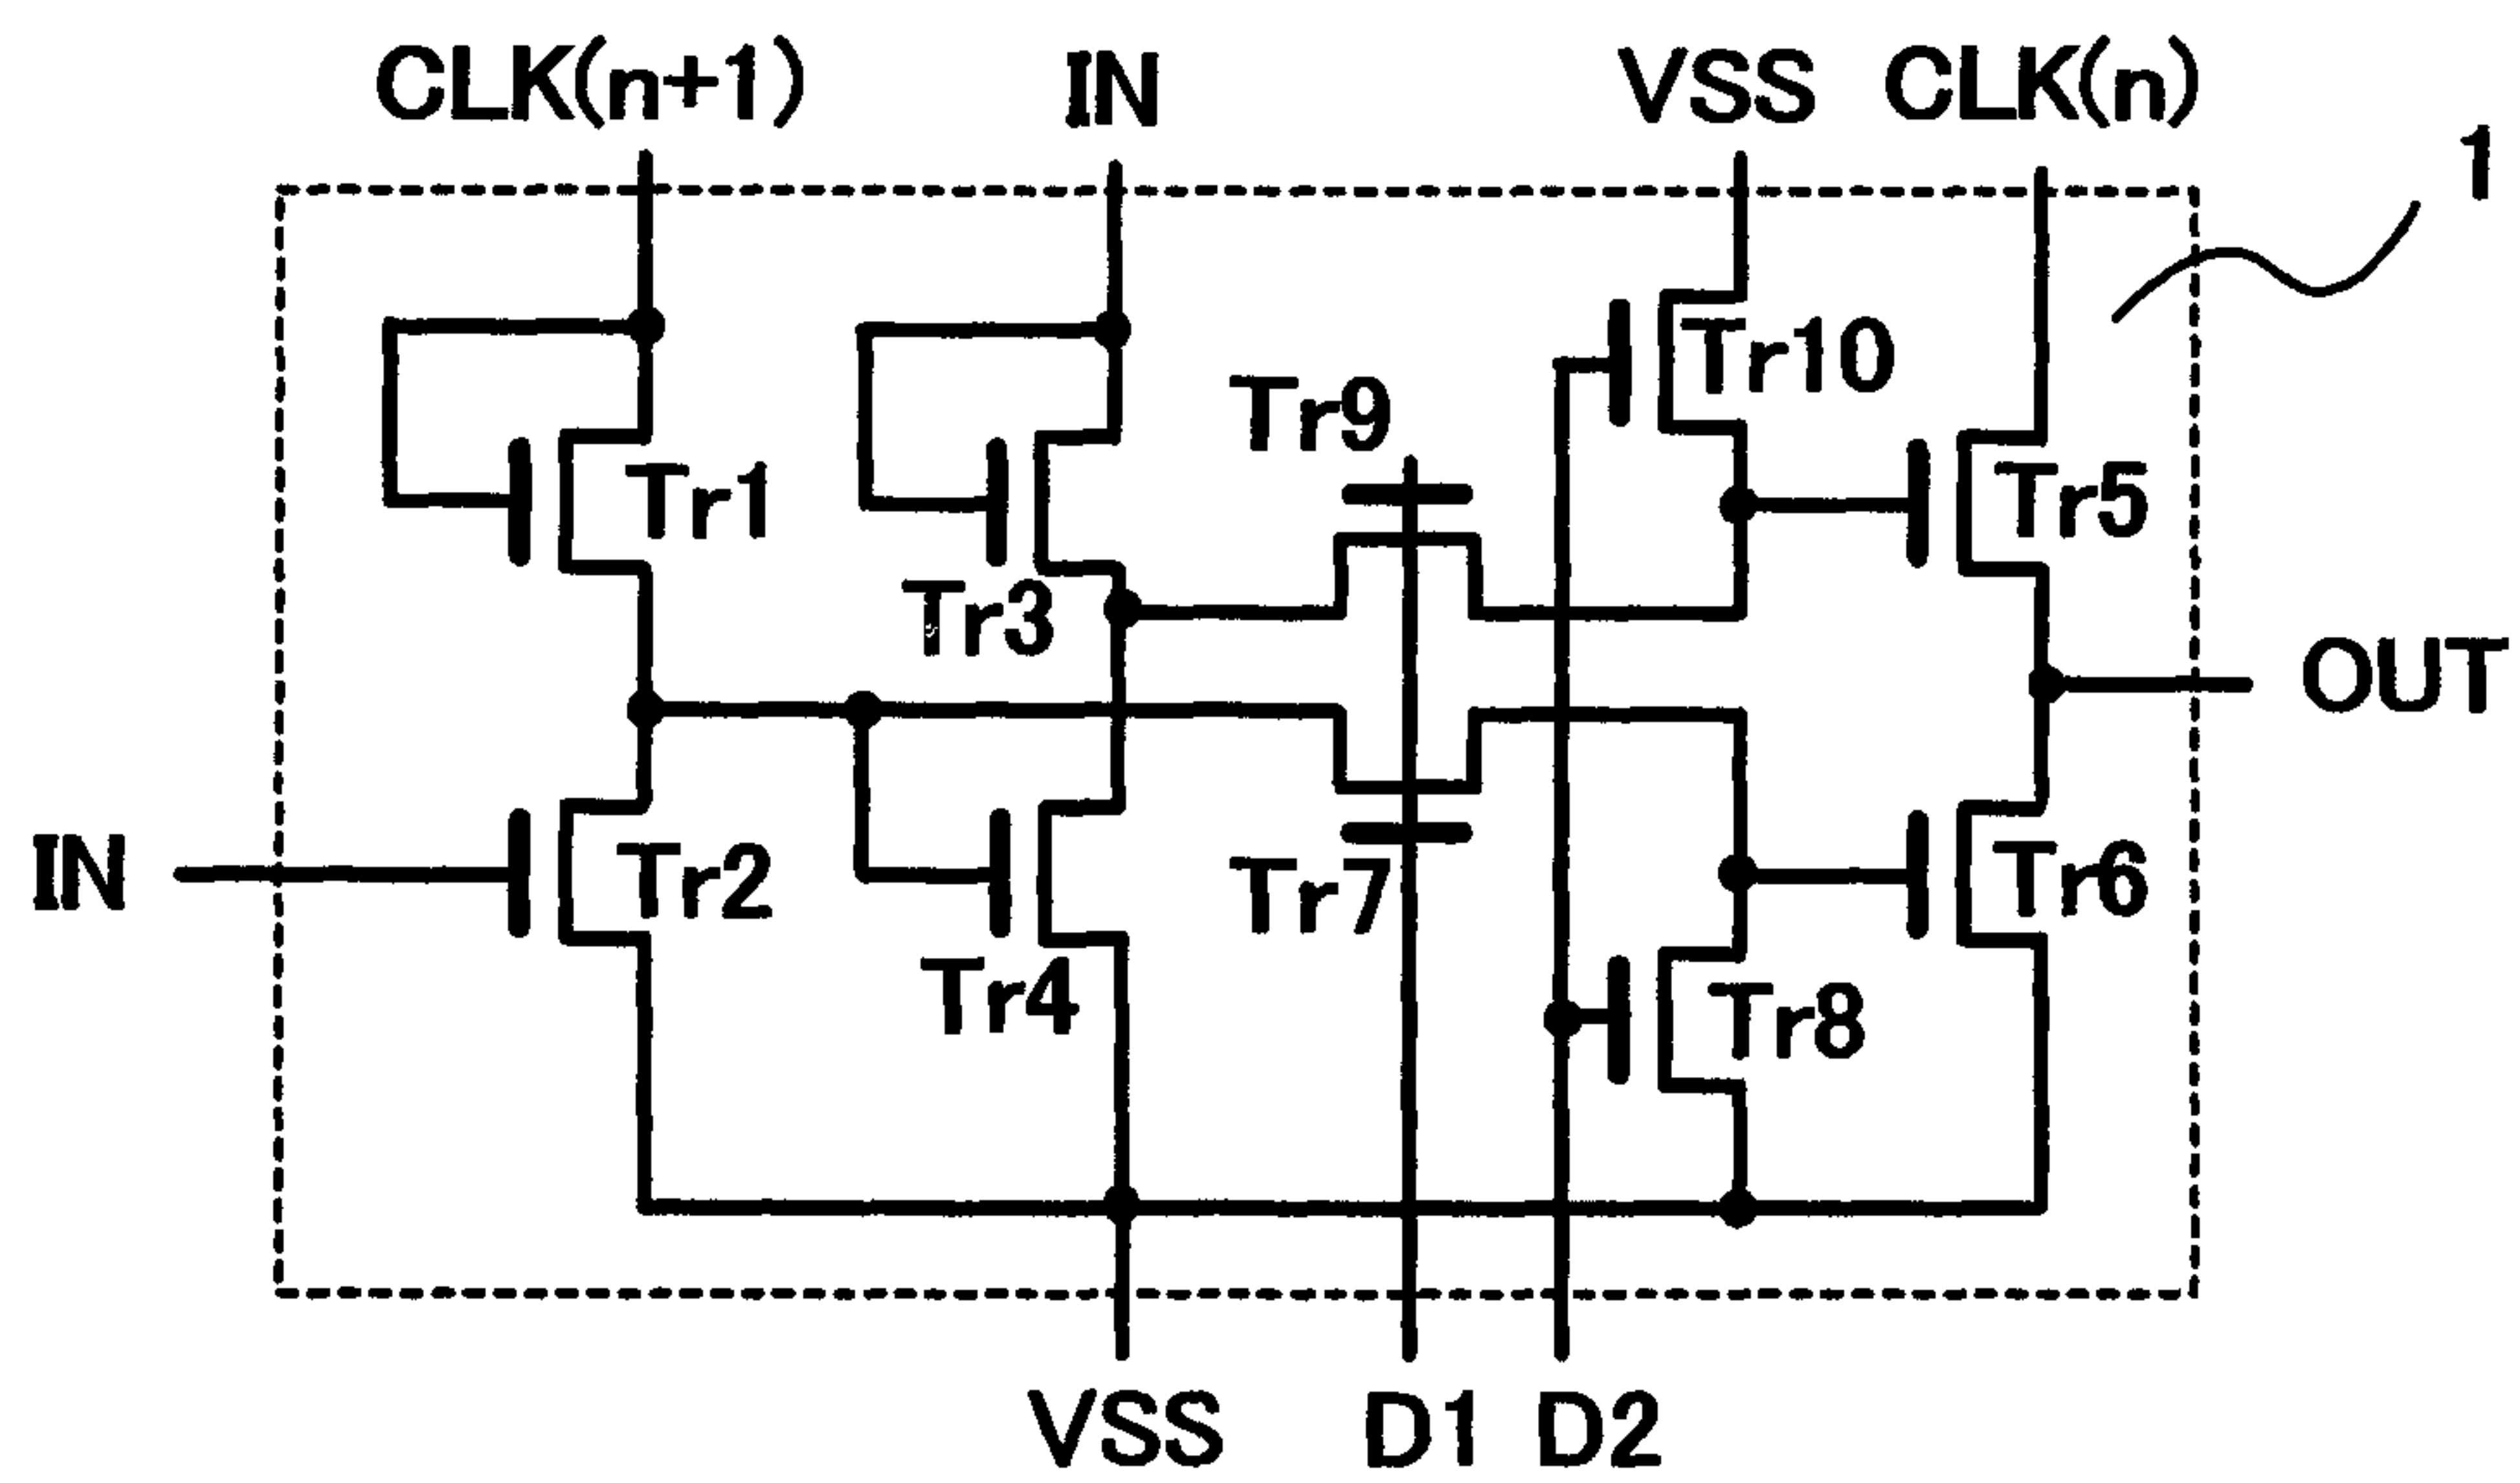 CLK(n+1) IN VSS CLK(n)
1
Tr10
Tr9
Tr1 Tr5
Tr3
OUT
IN Tr2 Tr7 Tr6
Tr4 Tr8
VSS D1 D2